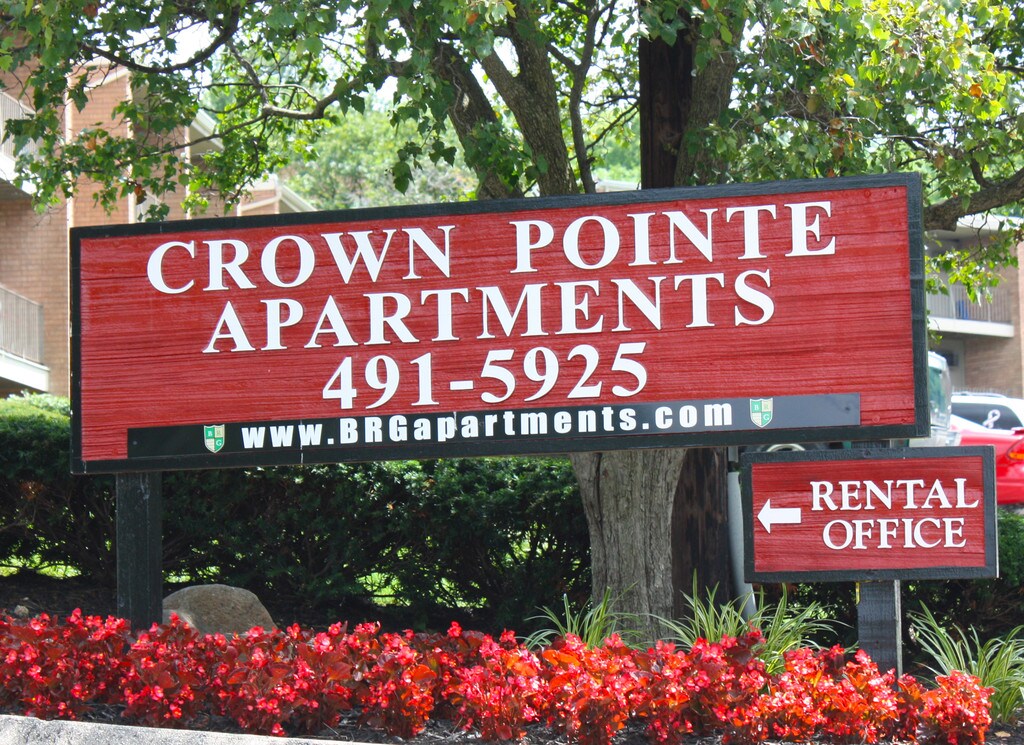 CROWN POINTE
APARTMENTS
491-5925
www.BRGapartments.com
RENTAL
OFFICE